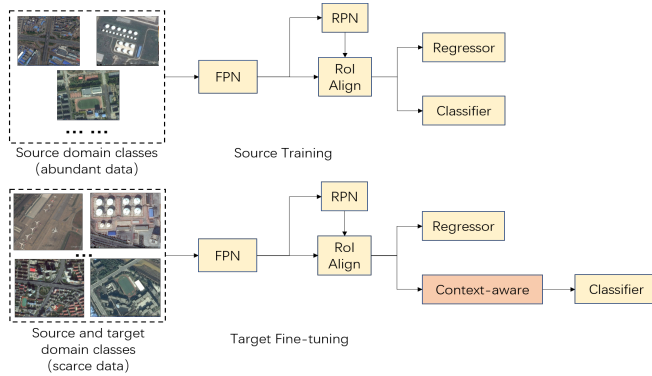 RPN
FPN
RoI
Align
Regressor
Classifier
... ...
Source domain classes
(abundant data)
Source Training
RPN
FPN
RoI
Align
Regressor
Context-aware
Classifier
...
Source and target
domain classes
(scarce data)
Target Fine-tuning